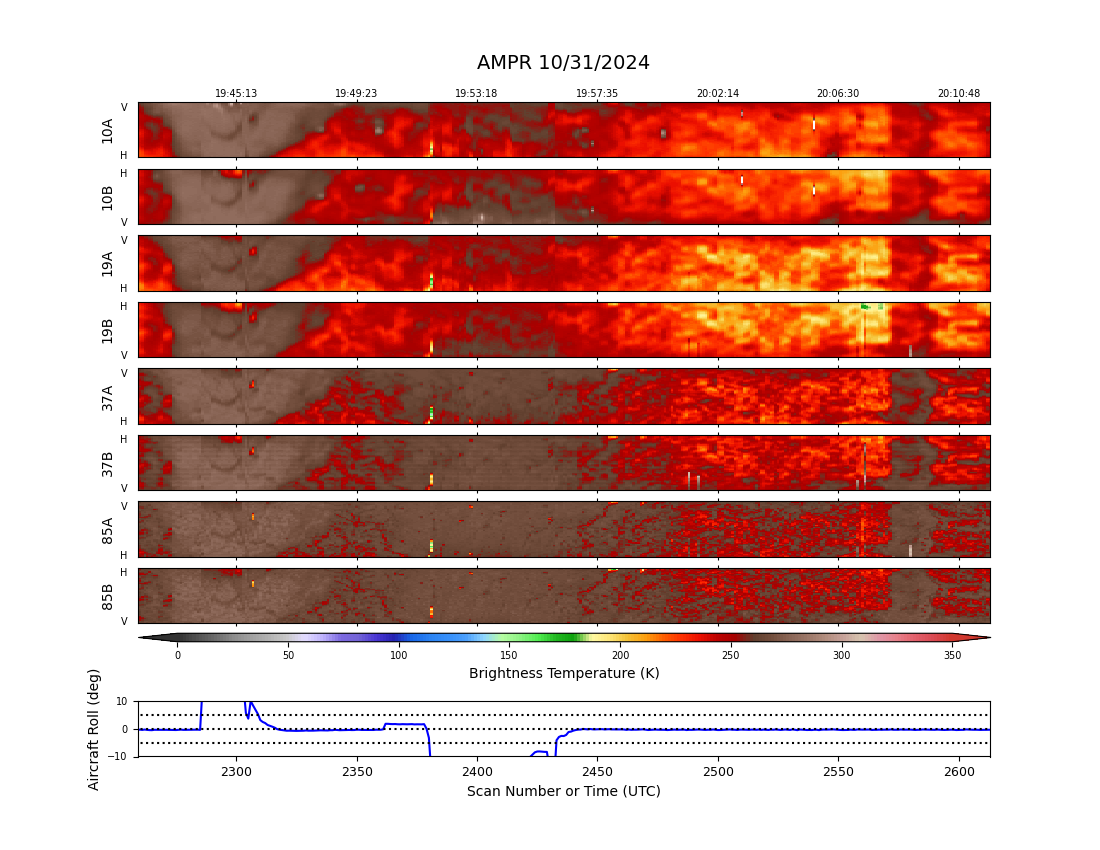 AMPR 10/31/2024
19:45:13 19:49:23 19:53:18 19:57:35 20:02:14 20:06:30 20:10:48
V
10A
H
H
10B
V
V
19A
H
H
19B
V
V
37A
H
H
37B
V
V
85A
H
H
85B
V
0 50 100 150 200 250 300 350
Brightness Temperature (K)
Aircraft Roll (deg)
10
0
−10
2300 2350 2400 2450 2500 2550 2600
Scan Number or Time (UTC)